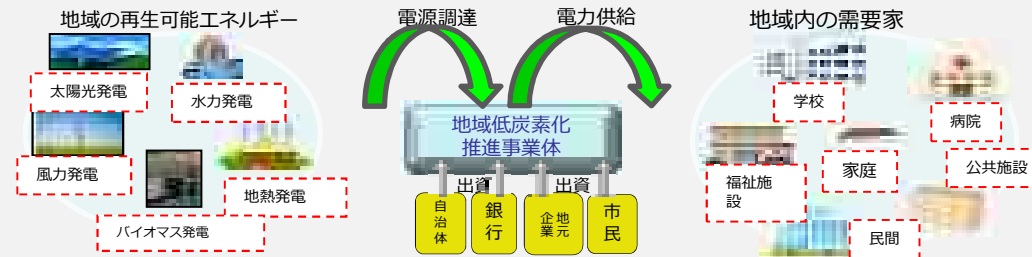 地域の再生可能エネルギー
太陽光発電
水力発電
風力発電
地熱発電
バイオマス発電
電源調達
電力供給
地域低炭素化
推進事業体
出資
出資
自治体
銀行
地元
企業
市民
地域内の需要家
学校
病院
家庭
公共設施
福祉施
設
民間